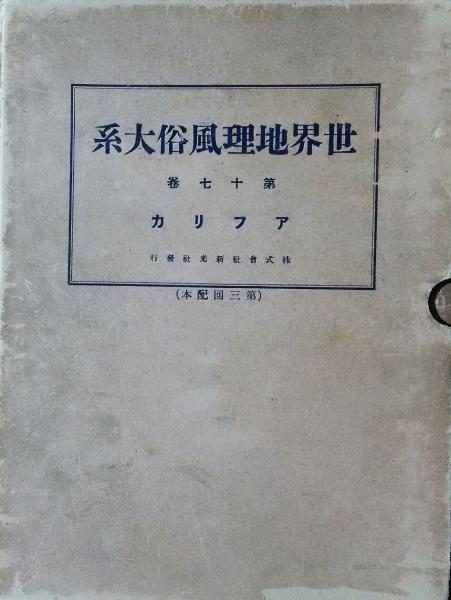 世界地理風俗大系
第十七卷
アフリカ
株式會社新光社發行
(第三回配本)